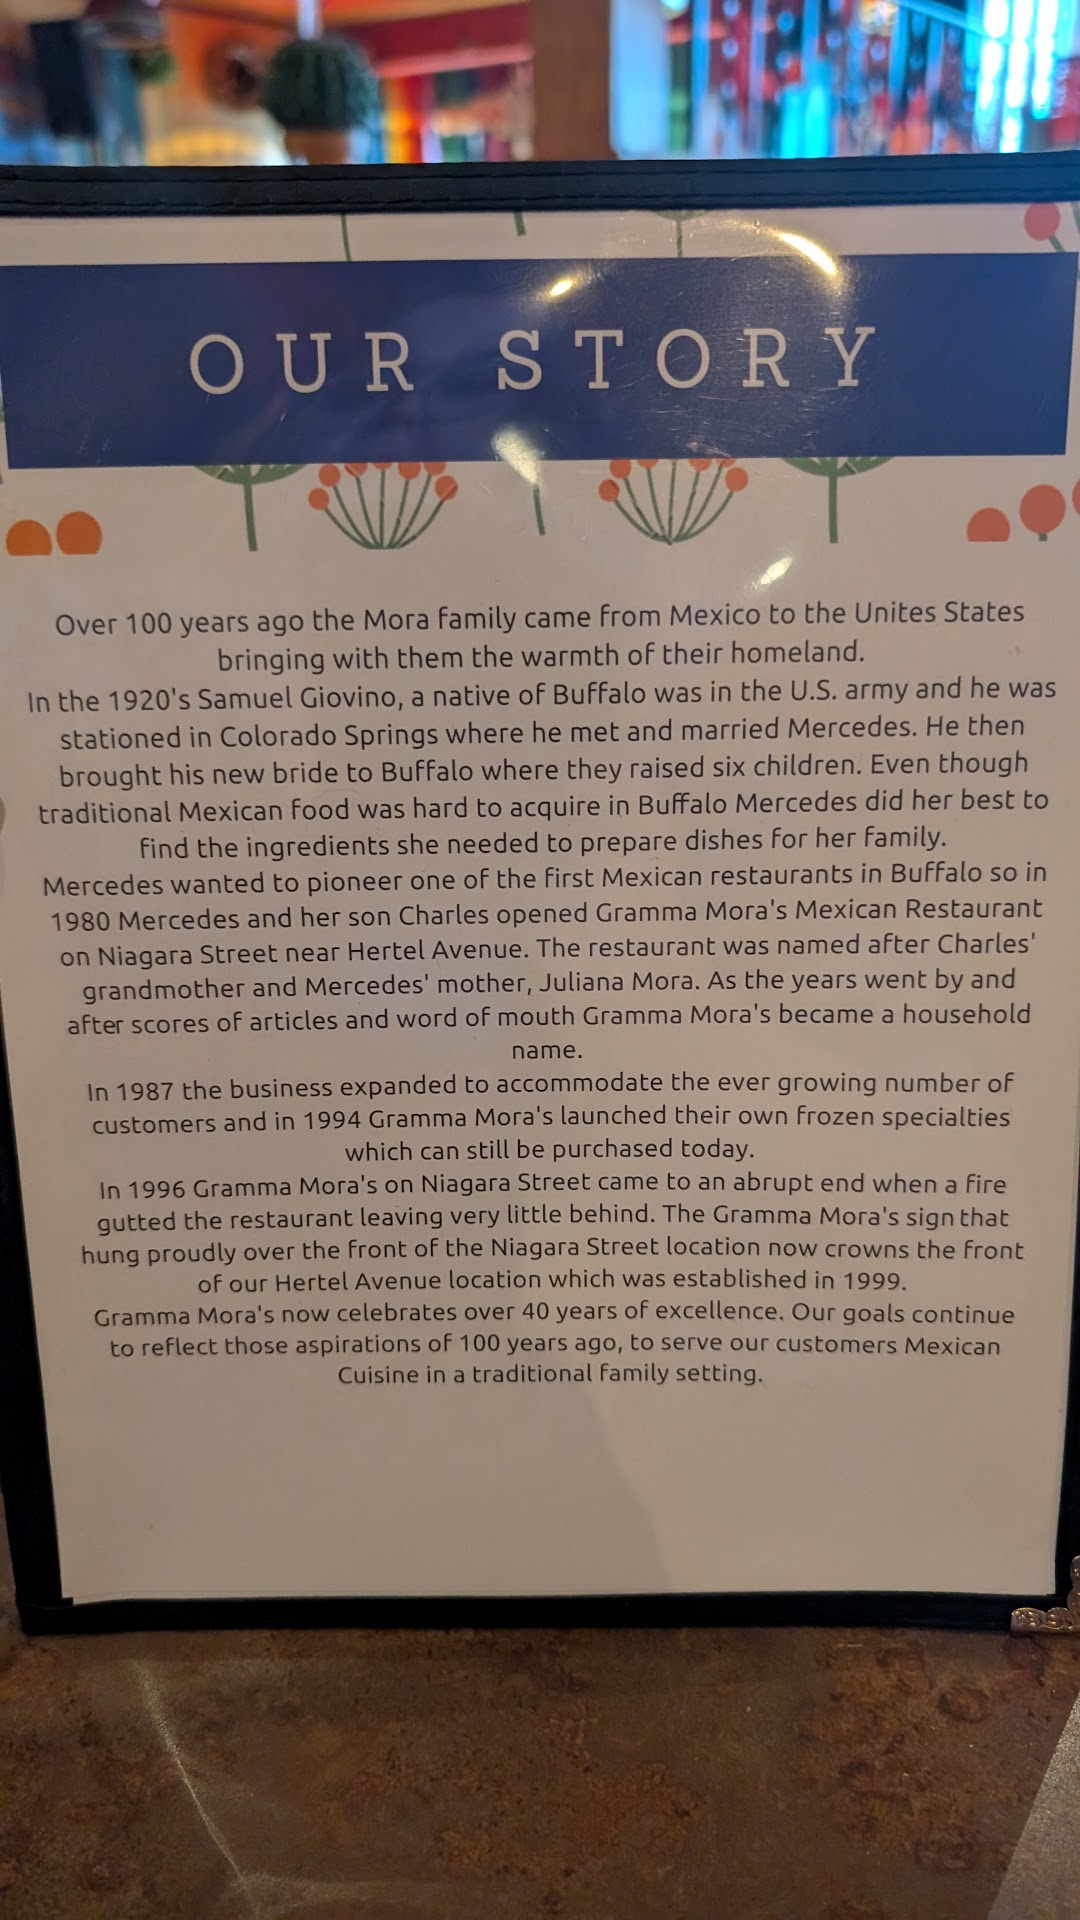 OUR STORY
Over 100 years ago the Mora family came from Mexico to the Unites States
bringing with them the warmth of their homeland.
In the 1920's Samuel Giovino, a native of Buffalo was in the U.S. army and he was
stationed in Colorado Springs where he met and married Mercedes. He then
brought his new bride to Buffalo where they raised six children. Even though
traditional Mexican food was hard to acquire in Buffalo Mercedes did her best to
find the ingredients she needed to prepare dishes for her family.
Mercedes wanted to pioneer one of the first Mexican restaurants in Buffalo so in
1980 Mercedes and her son Charles opened Gramma Mora's Mexican Restaurant
on Niagara Street near Hertel Avenue. The restaurant was named after Charles'
grandmother and Mercedes' mother, Juliana Mora. As the years went by and
after scores of articles and word of mouth Gramma Mora's became a household
name.
In 1987 the business expanded to accommodate the ever growing number of
customers and in 1994 Gramma Mora's launched their own frozen specialties
which can still be purchased today.
In 1996 Gramma Mora's on Niagara Street came to an abrupt end when a fire
gutted the restaurant leaving very little behind. The Gramma Mora's sign that
hung proudly over the front of the Niagara Street location now crowns the front
of our Hertel Avenue location which was established in 1999.
Gramma Mora's now celebrates over 40 years of excellence. Our goals continue
to reflect those aspirations of 100 years ago, to serve our customers Mexican
Cuisine in a traditional family setting.